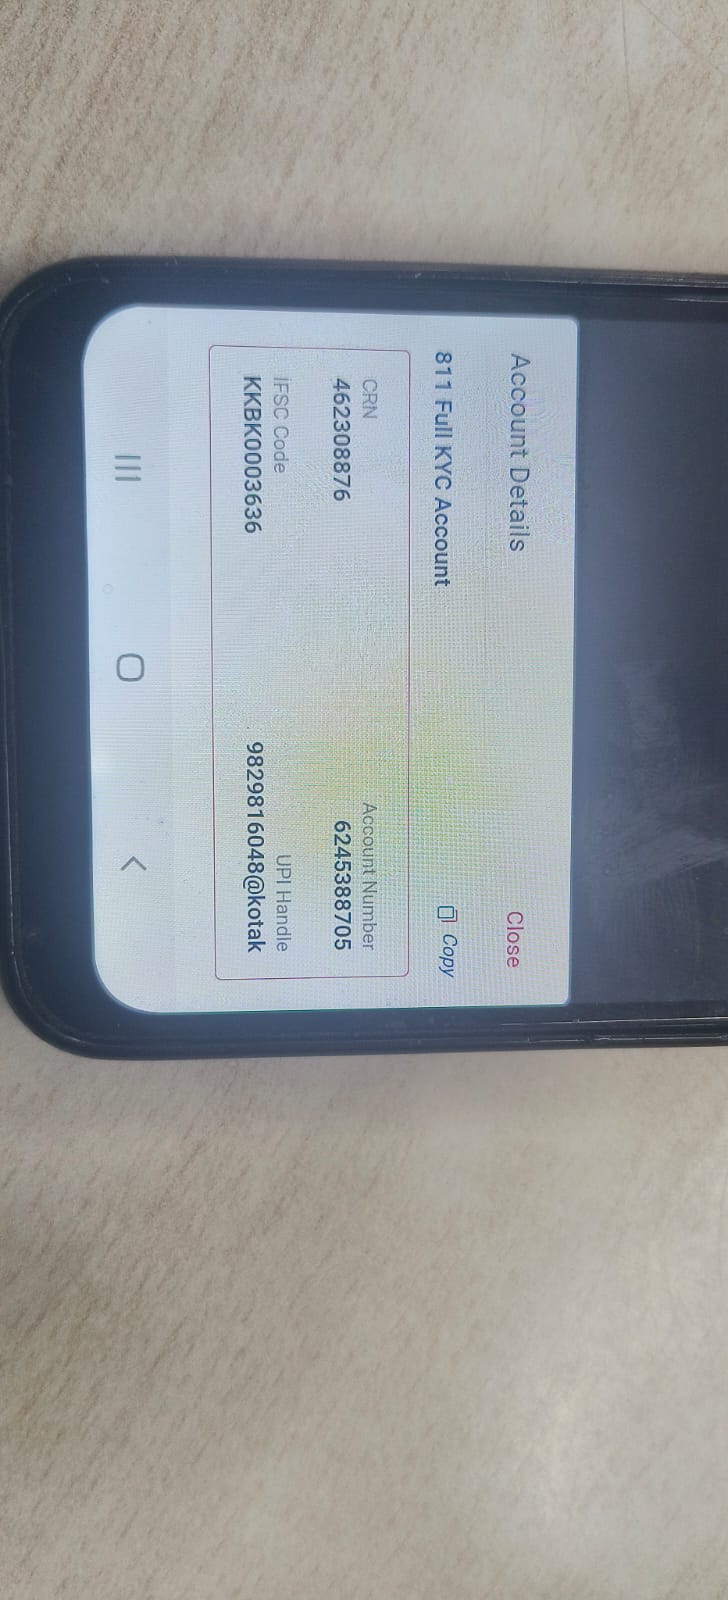 Account Details Close
811 Full KYC Account Copy
CRN Account Number
462308876 6245388705
IFSC Code UPI Handle
KKBK0003636 9829816048@kotak